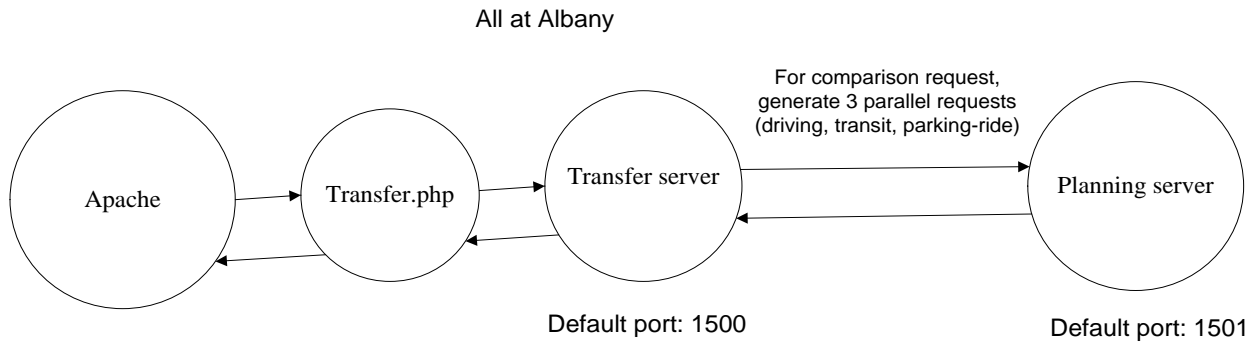 All at Albany
For comparison request,
generate 3 parallel requests
(driving, transit, parking-ride)
Apache
Transfer.php
Transfer server
Planning server
Default port: 1500
Default port: 1501